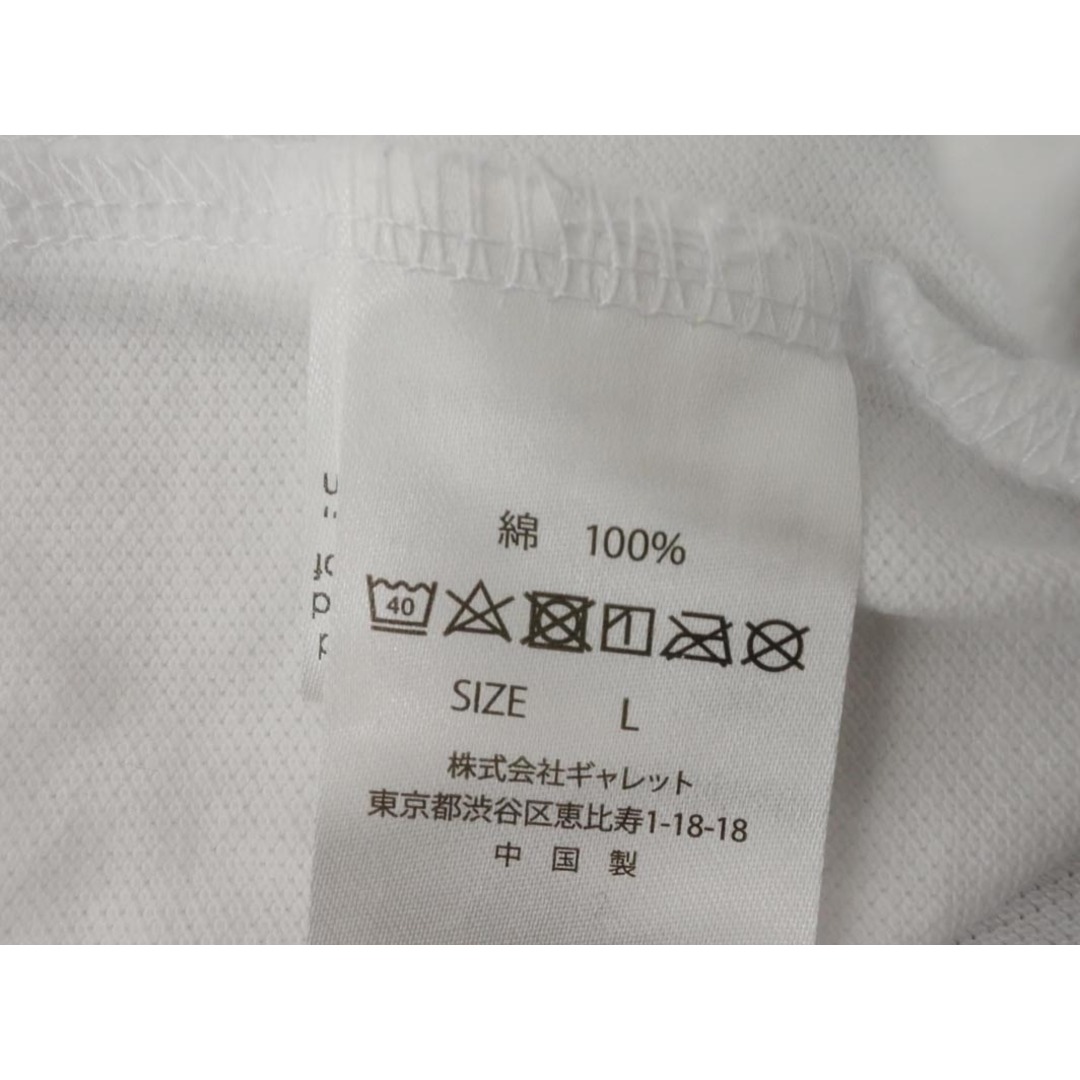 綿 100%
40
SIZE L
株式会社ギャレット
東京都渋谷区恵比寿1-18-18
中国製